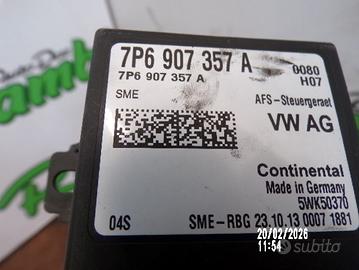 7P6 907 357 A
7P6 907 357 A
0080
H07
SME
AFS-Steuergeraet
VW AG
Continental
Made in Germany
5WK50370
04S
SME-RBG 23.10.13 0007 1881
20/02/2026
11:54
subito